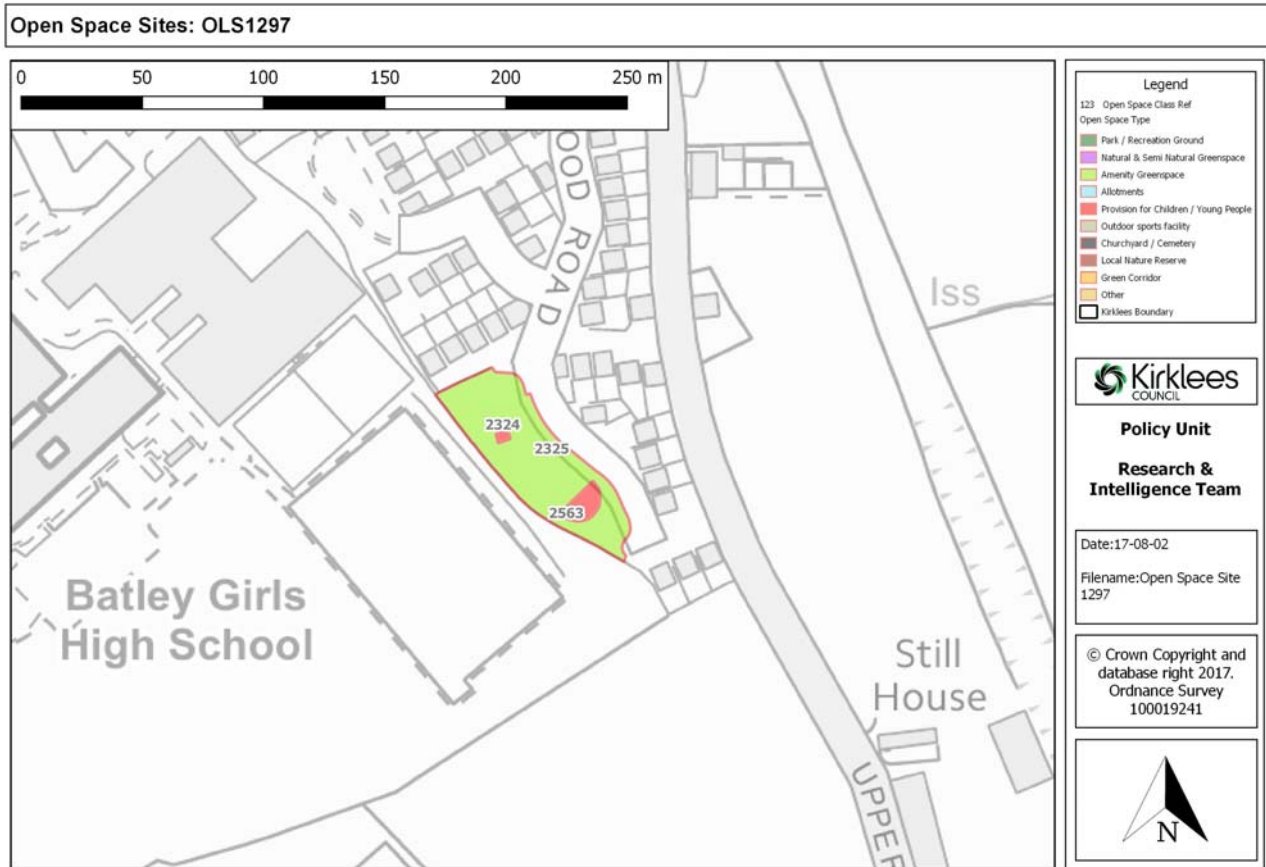 Open Space Sites: OLS1297
0 50 100 150 200 250 m
OOD ROAD
Iss
2324
2325
2563
Batley Girls
High School
Still
House
UPPER
Legend
123 Open Space Class Ref
Open Space Type
Park / Recreation Ground
Natural & Semi Natural Greenspace
Amenity Greenspace
Allotments
Provision for Children / Young People
Outdoor sports facility
Churchyard / Cemetery
Local Nature Reserve
Green Corridor
Other
Kirklees Boundary
Kirklees
COUNCIL
Policy Unit
Research &
Intelligence Team
Date:17-08-02
Filename:Open Space Site
1297
© Crown Copyright and
database right 2017.
Ordnance Survey
100019241
N